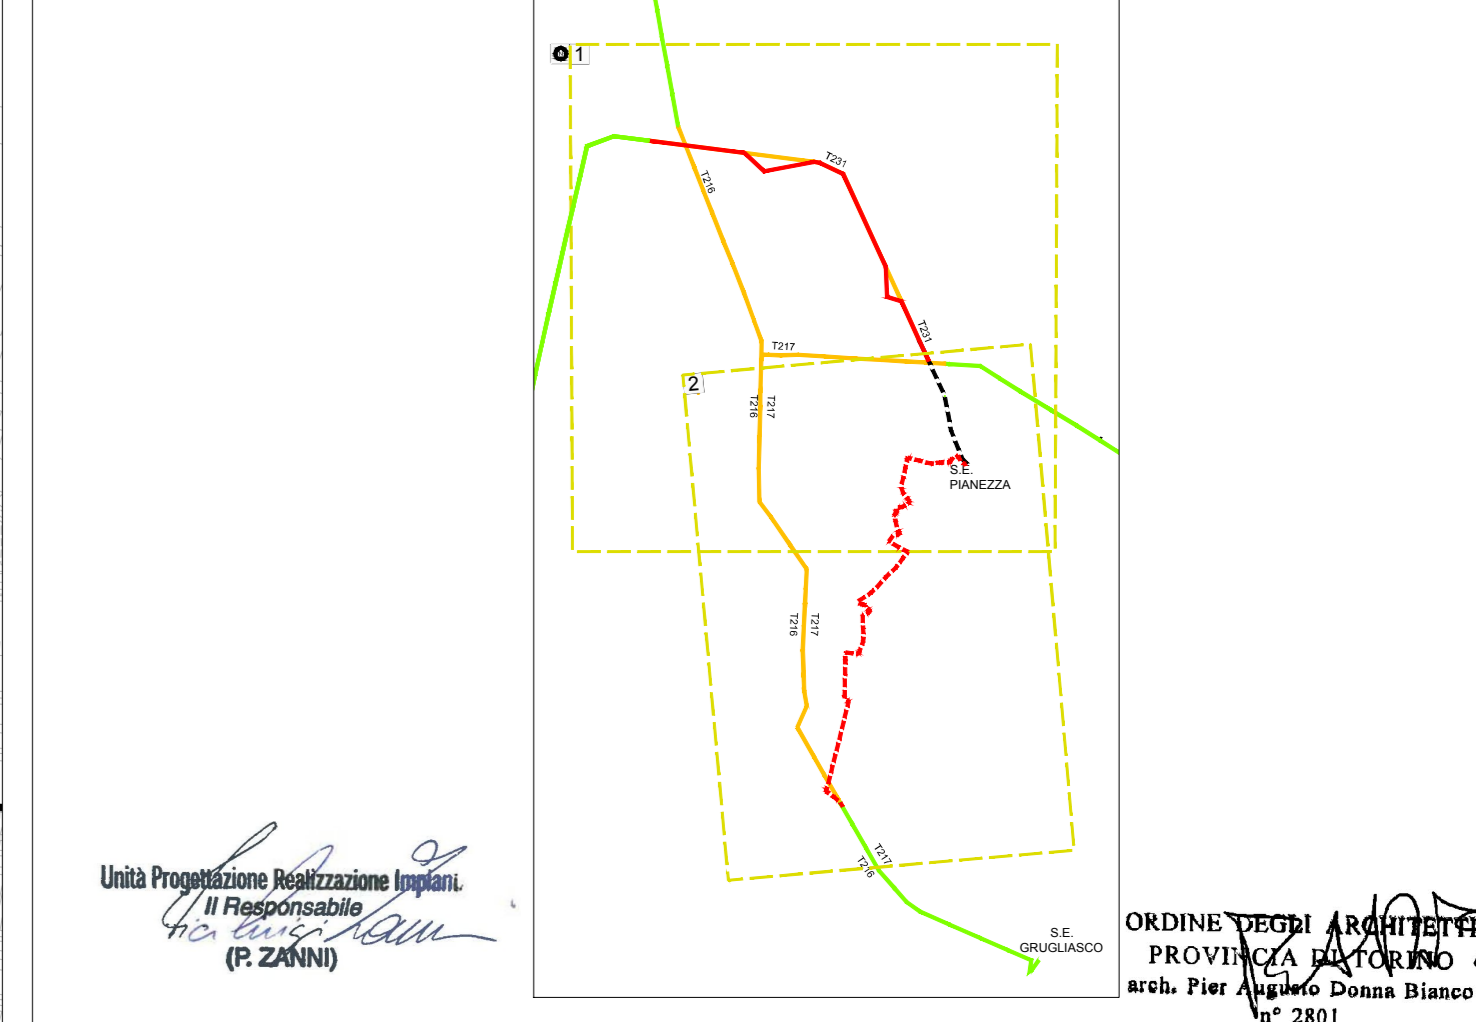 1
T231
T216
T231
T217
2
T217
T216
S.E.
PIANEZZA
T217
T216
Unità Progettazione Realizzazione Impianti
Il Responsabile
(P. ZANNI)
T217
T216
S.E.
GRUGLIASCO
ORDINE DEGLI ARCHITETTI
PROVINCIA DI TORINO
arch. Pier Augusto Donna Bianco
n° 2801